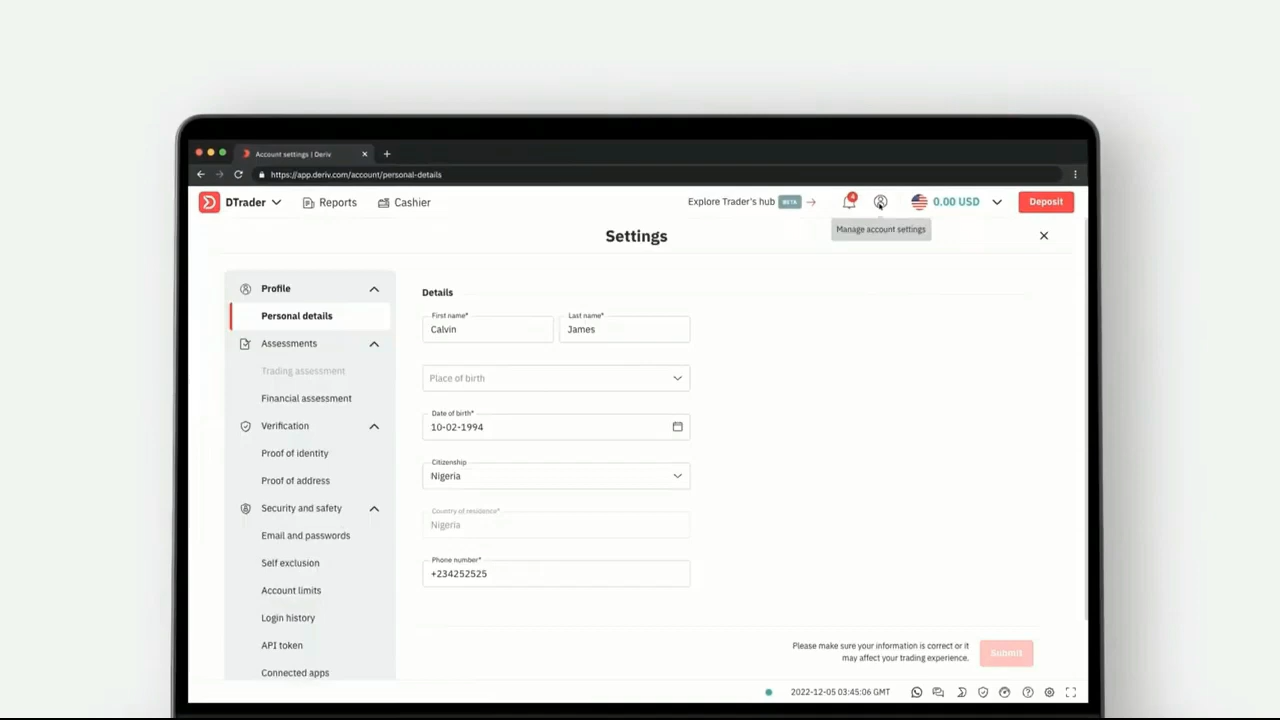 Account settings | Deriv
https://app.deriv.com/account/personal-details
DTrader
Reports
Cashier
Explore Trader's hub BETA
4
0.00 USD
Deposit
Manage account settings
Settings
Profile
Personal details
Assessments
Trading assessment
Financial assessment
Verification
Proof of identity
Proof of address
Security and safety
Email and passwords
Self exclusion
Account limits
Login history
API token
Connected apps
Details
First name*
Calvin
Last name*
James
Place of birth
Date of birth*
10-02-1994
Citizenship
Nigeria
Country of residence*
Nigeria
Phone number*
+234252525
Please make sure your information is correct or it
may affect your trading experience.
Submit
2022-12-05 03:45:06 GMT